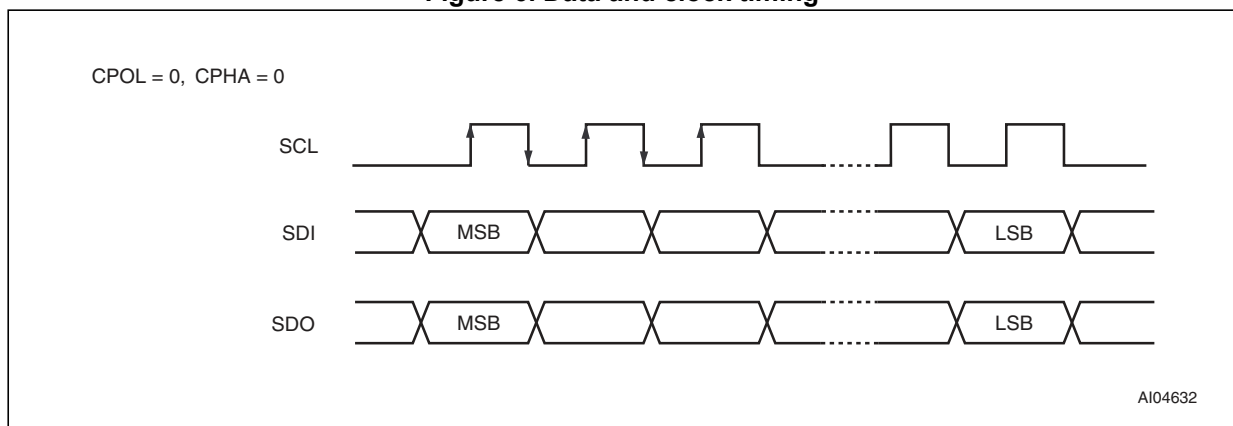 CPOL = 0, CPHA = 0
SCL
SDI
MSB
LSB
SDO
MSB
LSB
AI04632